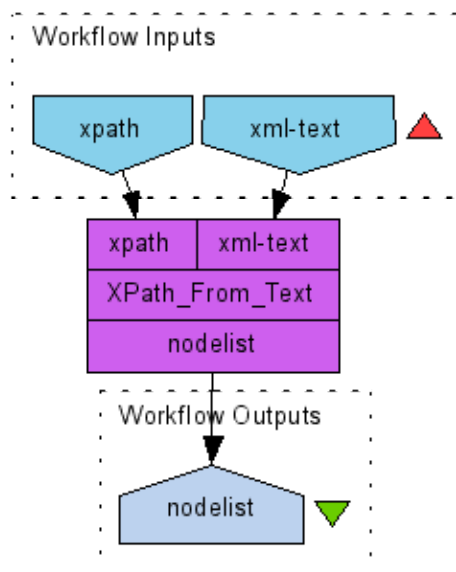 Workflow Inputs
xpath xml-text
xpath xml-text
XPath_From_Text
nodelist
Workflow Outputs
nodelist